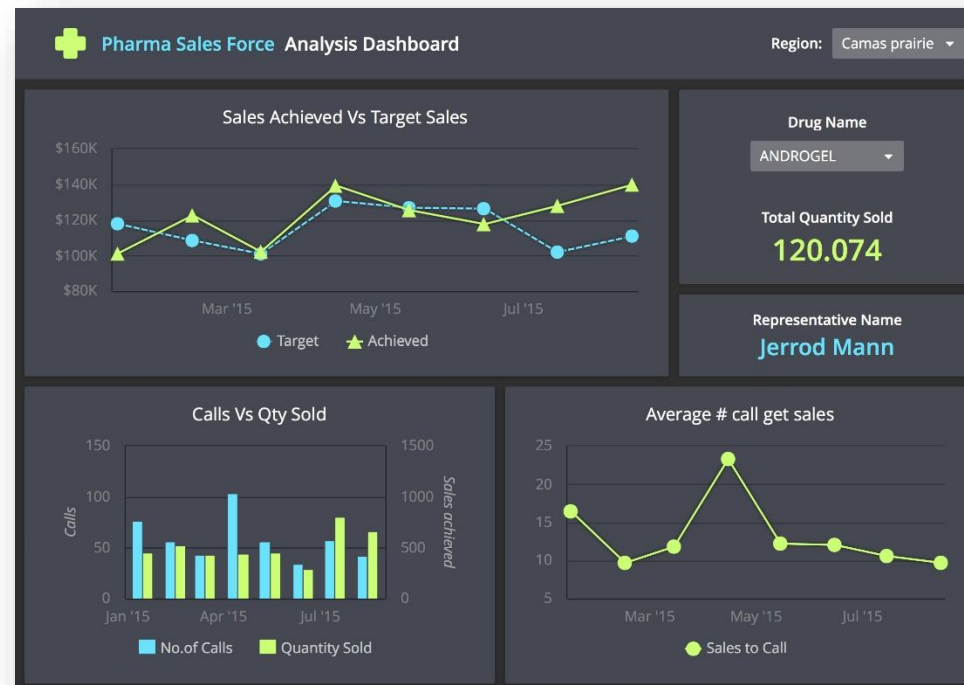 Pharma Sales Force Analysis Dashboard
Region: Camas prairie
Sales Achieved Vs Target Sales
$160K
$140K
$120K
$100K
$80K
Mar '15 May '15 Jul '15
Target Achieved
Drug Name
ANDROGEL
Total Quantity Sold
120.074
Representative Name
Jerrod Mann
Calls Vs Qty Sold
150 1500
100 1000
50 500
0 0
Calls
Sales achieved
Jan '15 Apr '15 Jul '15
No.of Calls Quantity Sold
Average # call get sales
25
20
15
10
5
Mar '15 May '15 Jul '15
Sales to Call